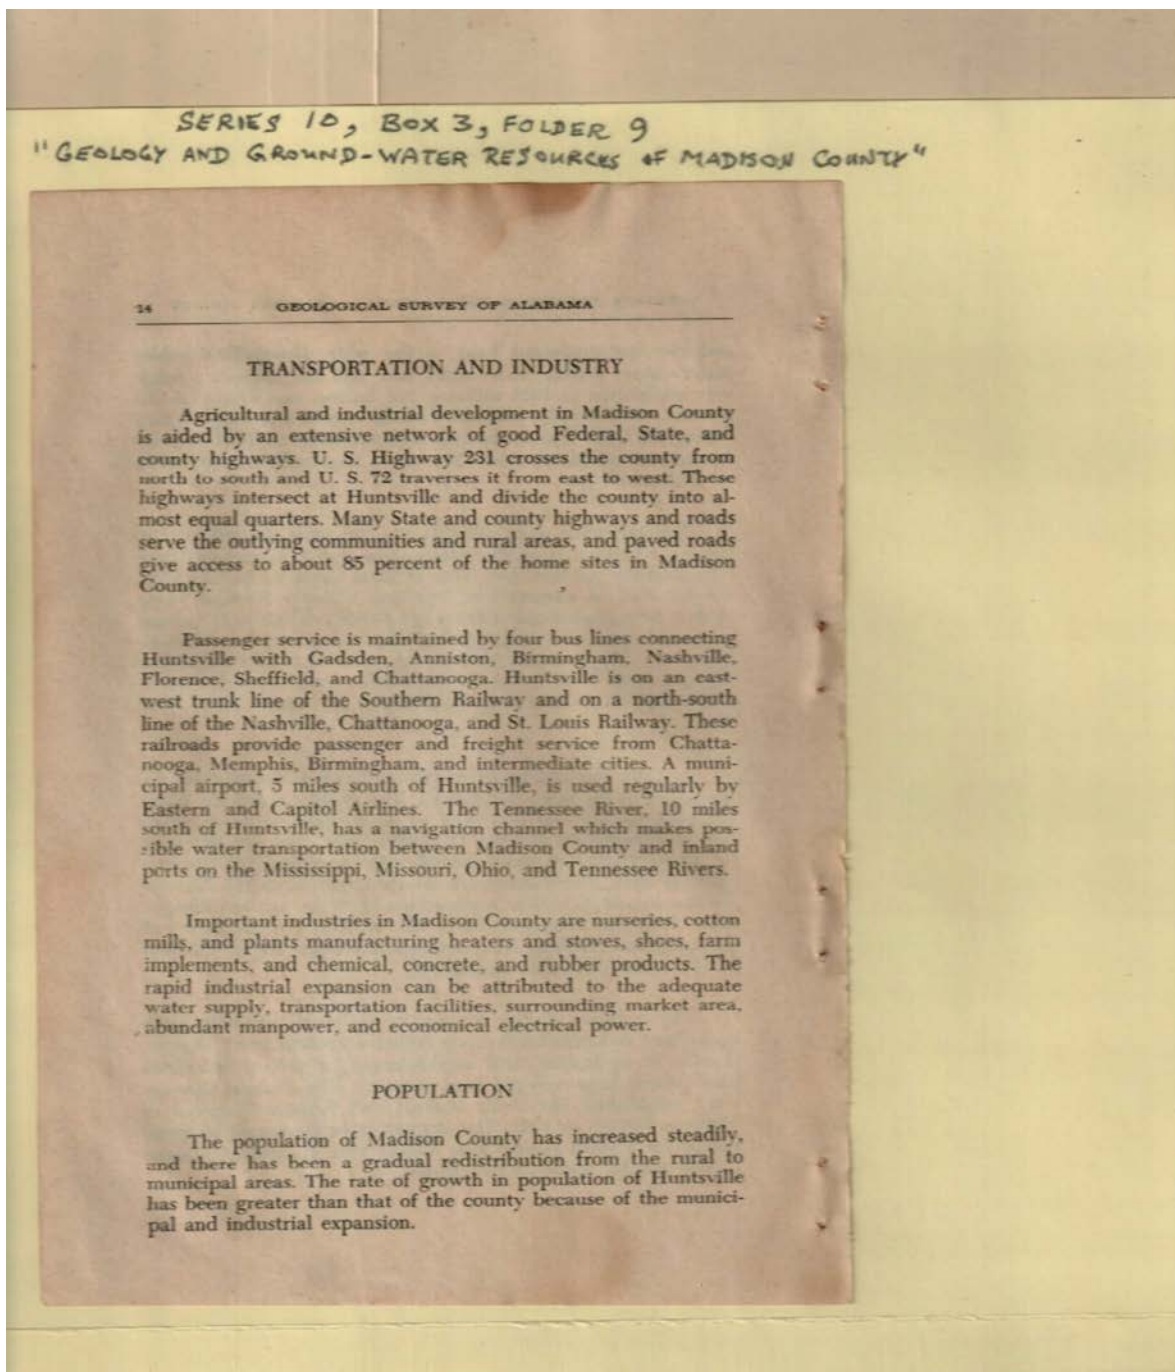 SERIES 10, BOX 3, FOLDER 9
"GEOLOGY AND GROUND-WATER RESOURCES OF MADISON COUNTY"
24 GEOLOGICAL SURVEY OF ALABAMA
TRANSPORTATION AND INDUSTRY
Agricultural and industrial development in Madison County
is aided by an extensive network of good Federal, State, and
county highways. U. S. Highway 231 crosses the county from
north to south and U. S. 72 traverses it from east to west. These
highways intersect at Huntsville and divide the county into al-
most equal quarters. Many State and county highways and roads
serve the outlying communities and rural areas, and paved roads
give access to about 85 percent of the home sites in Madison
County.
Passenger service is maintained by four bus lines connecting
Huntsville with Gadsden, Anniston, Birmingham, Nashville,
Florence, Sheffield, and Chattanooga. Huntsville is on an east-
west trunk line of the Southern Railway and on a north-south
line of the Nashville, Chattanooga, and St. Louis Railway. These
railroads provide passenger and freight service from Chatta-
nooga, Memphis, Birmingham, and intermediate cities. A muni-
cipal airport, 5 miles south of Huntsville, is used regularly by
Eastern and Capitol Airlines. The Tennessee River, 10 miles
south of Huntsville, has a navigation channel which makes pos-
sible water transportation between Madison County and inland
ports on the Mississippi, Missouri, Ohio, and Tennessee Rivers.
Important industries in Madison County are nurseries, cotton
mills, and plants manufacturing heaters and stoves, shoes, farm
implements, and chemical, concrete, and rubber products. The
rapid industrial expansion can be attributed to the adequate
water supply, transportation facilities, surrounding market area,
abundant manpower, and economical electrical power.
POPULATION
The population of Madison County has increased steadily,
and there has been a gradual redistribution from the rural to
municipal areas. The rate of growth in population of Huntsville
has been greater than that of the county because of the munici-
pal and industrial expansion.